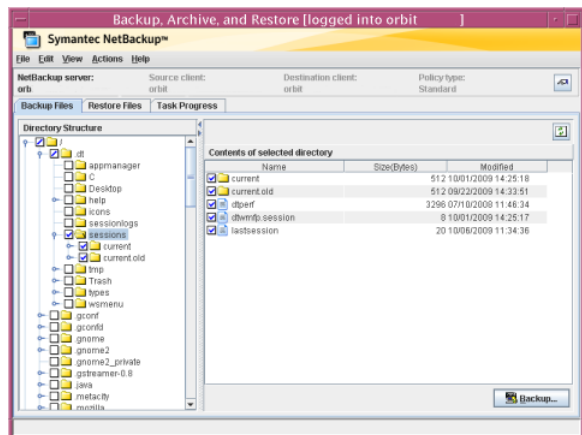 Backup, Archive, and Restore [logged into orbit ]
Symantec NetBackup™
File Edit View Actions Help
NetBackup server: Source client: Destination client: Policy type:
orb orbit orbit Standard
Backup Files Restore Files Task Progress
Directory Structure
/
.dt
appmanager
C
Desktop
help
icons
sessionlogs
sessions
current
current.old
tmp
Trash
types
wsmenu
.gconf
.gconfd
.gnome
.gnome2
.gnome2_private
.gstreamer-0.8
.java
.metacity
.mozilla
Contents of selected directory
Name Size(Bytes) Modified
current 512 10/01/2009 14:25:18
current.old 512 09/22/2009 14:33:51
dtperf 3296 07/10/2008 11:46:34
dtwmfp.session 8 10/01/2009 14:25:17
lastsession 20 10/06/2009 11:34:36
Backup...